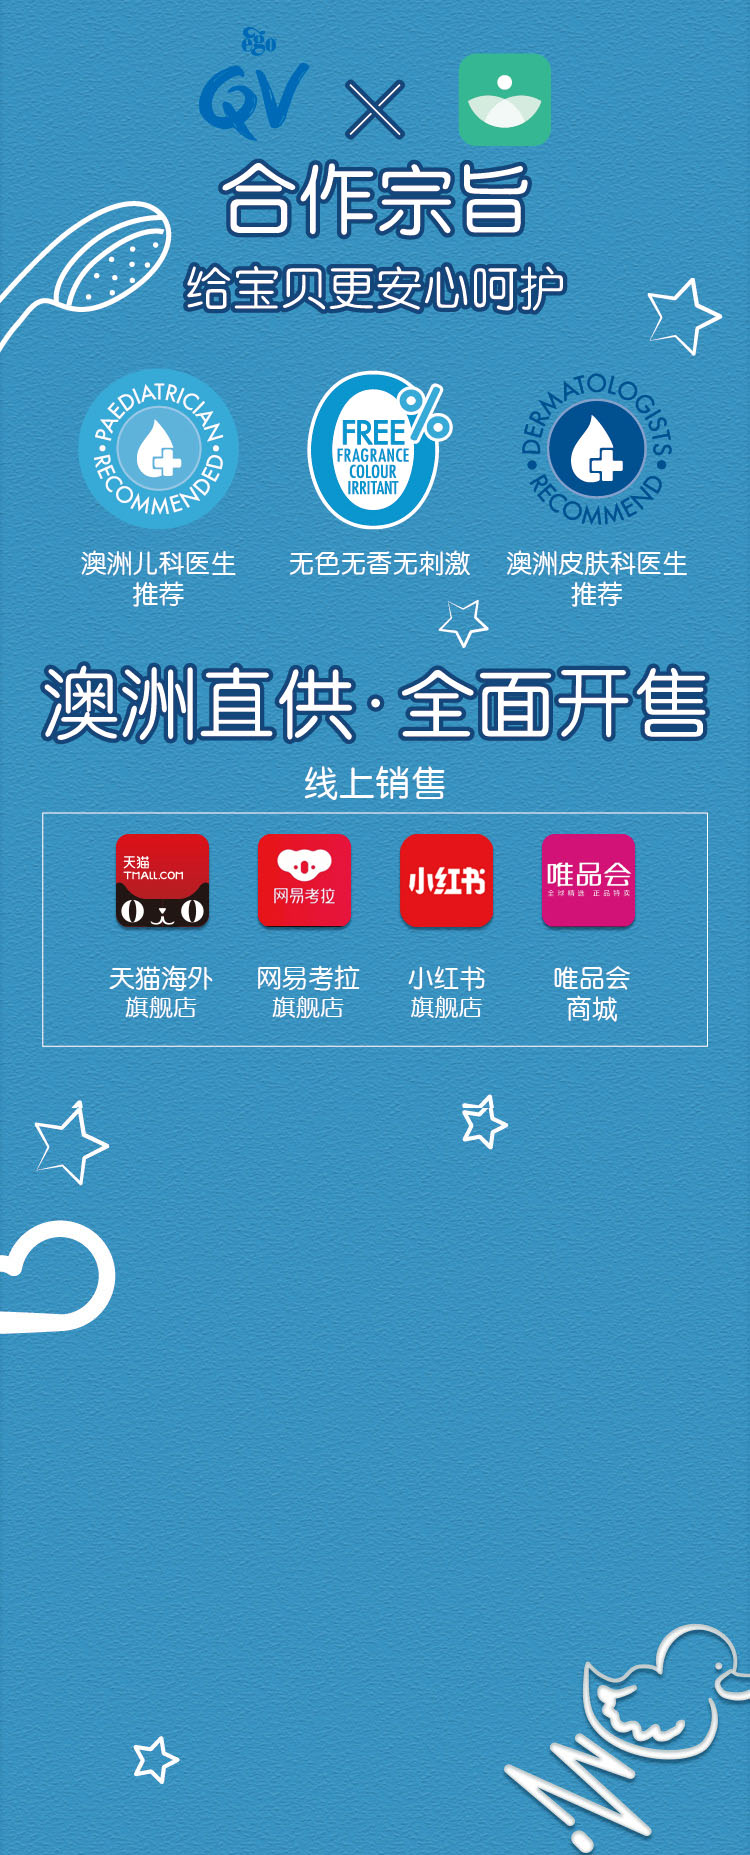 ego
QV
合作宗旨
给宝贝更安心呵护
PAEDIATRICIAN
RECOMMENDED
FREE
FRAGRANCE
COLOUR
IRRITANT
%
DERMATOLOGISTS
RECOMMEND
澳洲儿科医生
推荐
无色无香无刺激
澳洲皮肤科医生
推荐
澳洲直供·全面开售
线上销售
天猫
TMALL.COM
网易考拉
小红书
唯品会
全球精选 正品特卖
天猫海外
旗舰店
网易考拉
旗舰店
小红书
旗舰店
唯品会
商城